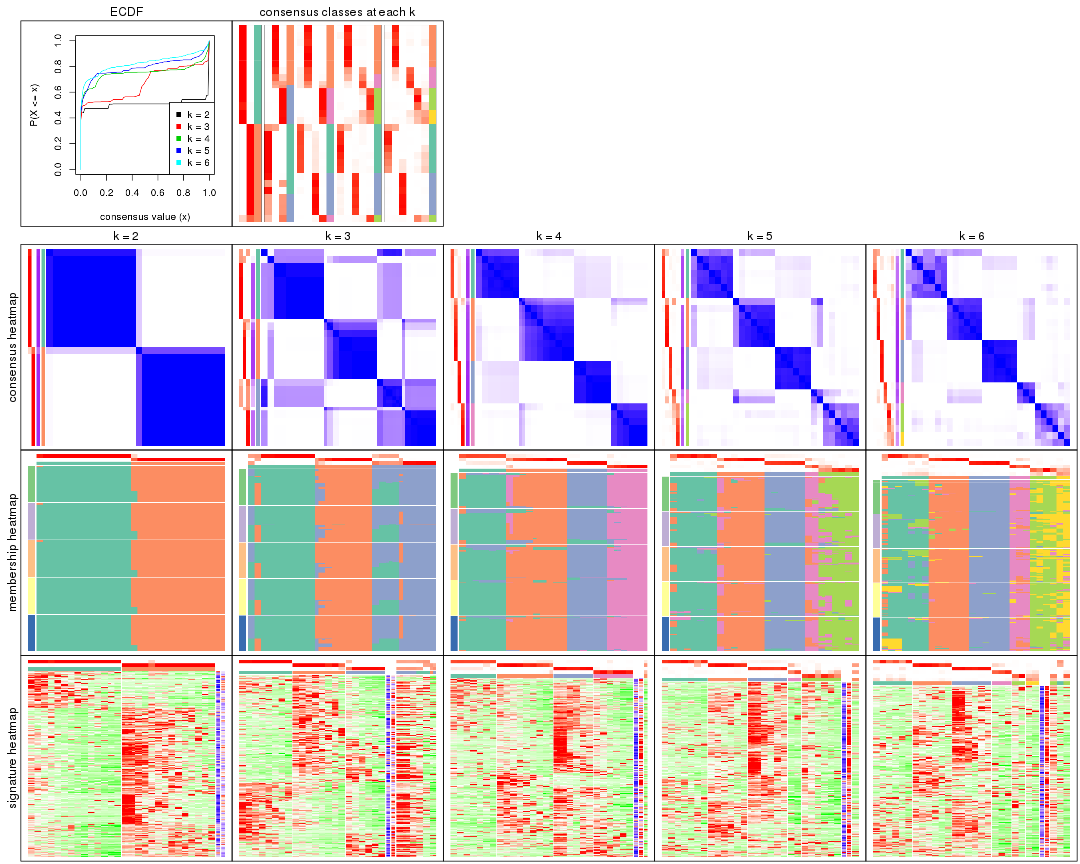 ECDF
consensus classes at each k
P(X <= x)
0.0
0.2
0.4
0.6
0.8
1.0
k = 2
k = 3
k = 4
k = 5
k = 6
0.0 0.2 0.4 0.6 0.8 1.0
consensus value (x)
k = 2
k = 3
k = 4
k = 5
k = 6
consensus heatmap
membership heatmap
signature heatmap